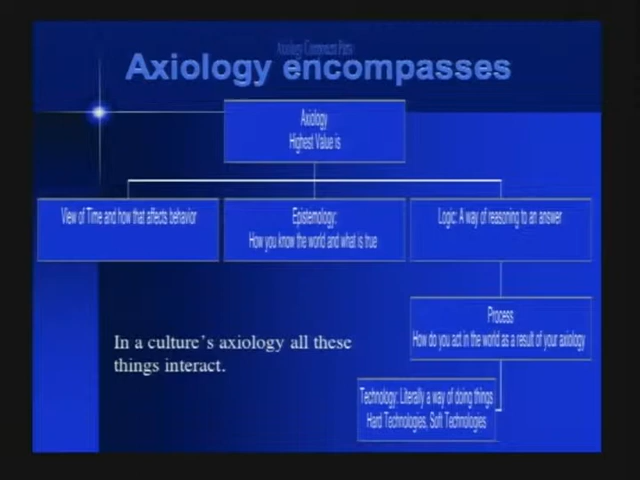 Axiology Component Parts
Axiology encompasses
Axiology
Highest Value is
View of Time and how that affects behavior
Epistemology:
How you know the world and what is true
Logic: A way of reasoning to an answer
Process
How do you act in the world as a result of your axiology
In a culture's axiology all these
things interact.
Technology: Literally a way of doing things
Hard Technologies, Soft Technologies